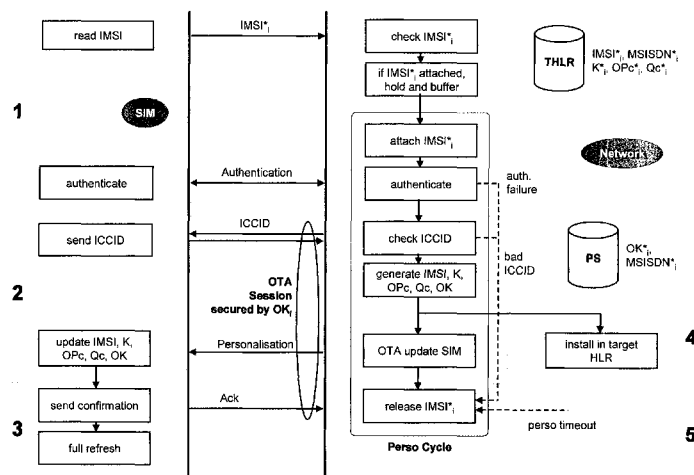 read IMSI
IMSI*i
check IMSI*i
THLR
IMSI*i, MSISDN*i,
K*i, OPc*i, Qc*i
if IMSI*i attached,
hold and buffer
1
SIM
attach IMSI*i
Network
authenticate
Authentication
authenticate
auth.
failure
send ICCID
ICCID
check ICCID
bad
ICCID
PS
OK*i,
MSISDN*i
2
OTA
Session
secured by OKi
generate IMSI, K,
OPc, Qc, OK
update IMSI, K,
OPc, Qc, OK
Personalisation
OTA update SIM
install in target
HLR
4
3
send confirmation
Ack
release IMSI*i
perso timeout
full refresh
Perso Cycle
5